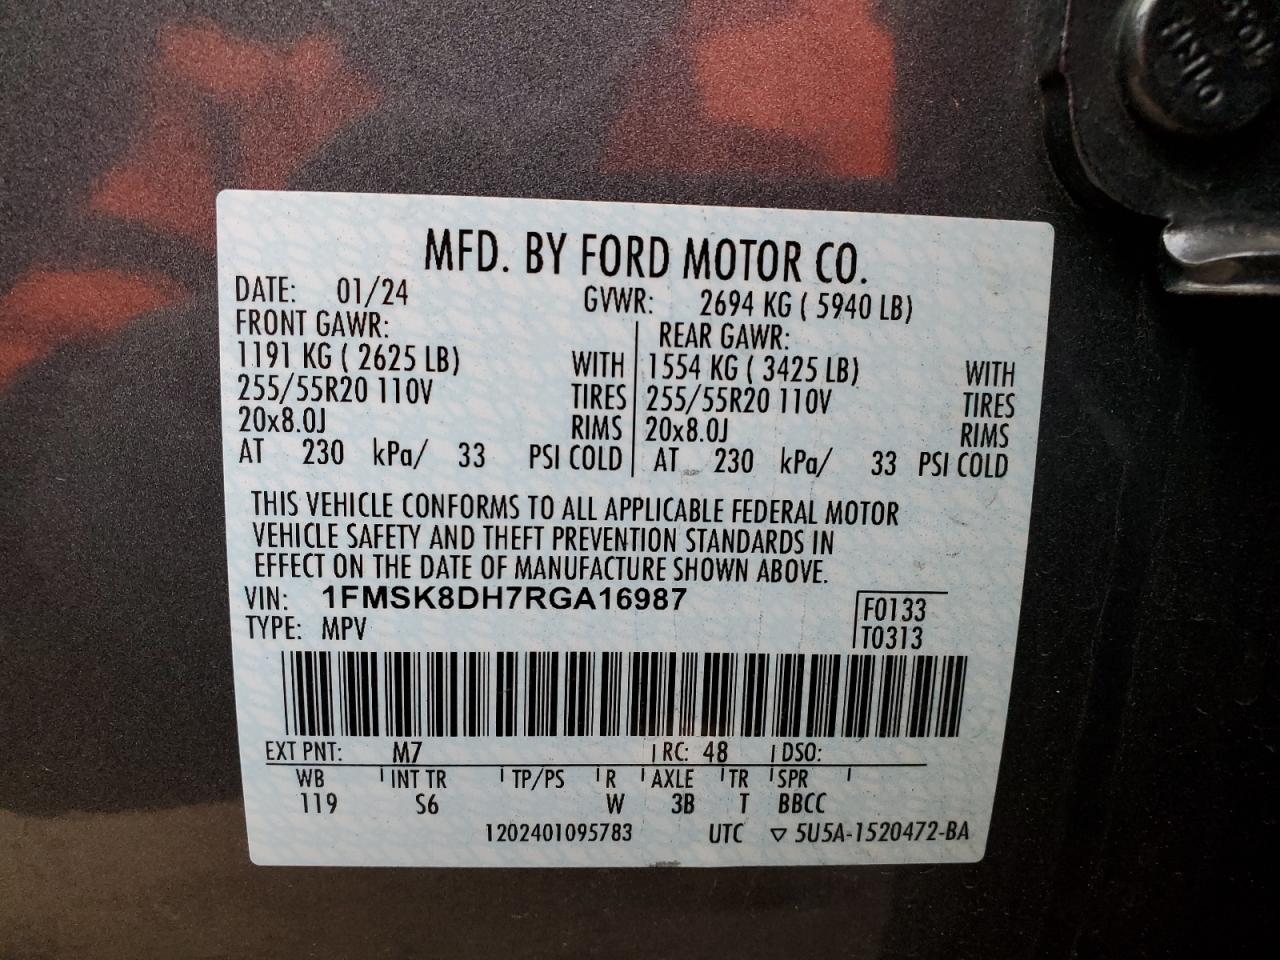 MFD. BY FORD MOTOR CO.
DATE: 01/24 GVWR: 2694 KG ( 5940 LB)
FRONT GAWR: REAR GAWR:
1191 KG ( 2625 LB) WITH 1554 KG ( 3425 LB) WITH
255/55R20 110V TIRES 255/55R20 110V TIRES
20x8.0J RIMS 20x8.0J RIMS
AT 230 kPa/ 33 PSI COLD AT 230 kPa/ 33 PSI COLD
THIS VEHICLE CONFORMS TO ALL APPLICABLE FEDERAL MOTOR
VEHICLE SAFETY AND THEFT PREVENTION STANDARDS IN
EFFECT ON THE DATE OF MANUFACTURE SHOWN ABOVE.
VIN: 1FMSK8DH7RGA16987 F0133
TYPE: MPV T0313
EXT PNT: M7 RC: 48 DSO:
WB INT TR TP/PS R AXLE TR SPR
119 S6 W 3B T BBCC
1202401095783 UTC ▽ 5U5A-1520472-BA